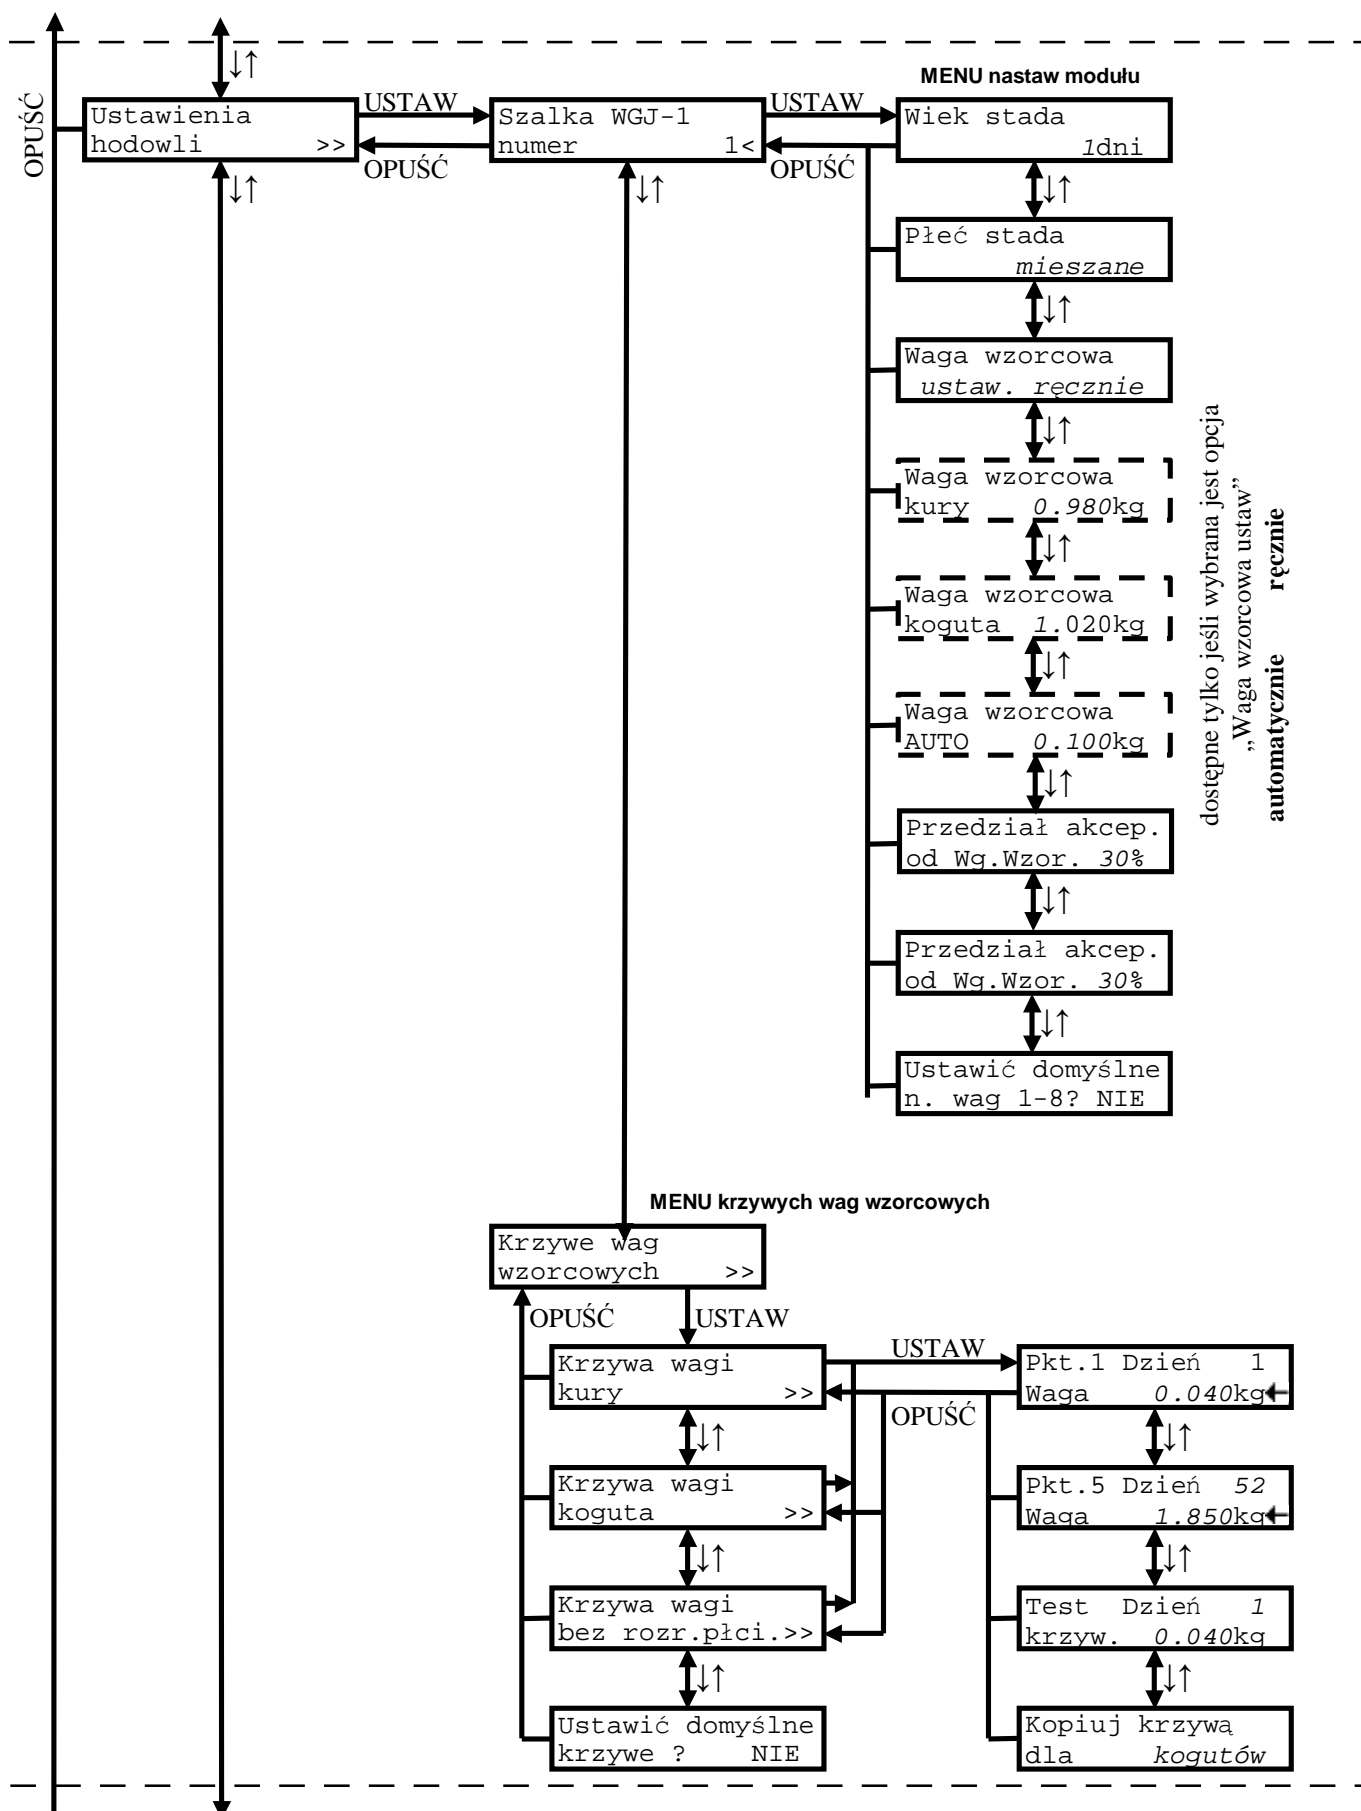 ↓↑
MENU nastaw modułu
OPUŚĆ
Ustawienia
hodowli >>
USTAW
OPUŚĆ
↓↑
Szalka WGJ-1
numer 1<
USTAW
OPUŚĆ
↓↑
Wiek stada
1dni
↓↑
Płeć stada
mieszane
↓↑
Waga wzorcowa
ustaw. ręcznie
↓↑
Waga wzorcowa
kury 0.980kg
↓↑
Waga wzorcowa
koguta 1.020kg
↓↑
Waga wzorcowa
AUTO 0.100kg
↓↑
dostępne tylko jeśli wybrana jest opcja
„Waga wzorcowa ustaw”
automatycznie ręcznie
Przedział akcep.
od Wg.Wzor. 30%
↓↑
Przedział akcep.
od Wg.Wzor. 30%
↓↑
Ustawić domyślne
n. wag 1-8? NIE
MENU krzywych wag wzorcowych
Krzywe wag
wzorcowych >>
OPUŚĆ
USTAW
Krzywa wagi
kury >>
↓↑
Krzywa wagi
koguta >>
↓↑
Krzywa wagi
bez rozr.płci.>>
↓↑
Ustawić domyślne
krzywe ? NIE
USTAW
OPUŚĆ
Pkt.1 Dzień 1
Waga 0.040kg←
↓↑
Pkt.5 Dzień 52
Waga 1.850kg←
↓↑
Test Dzień 1
krzyw. 0.040kg
↓↑
Kopiuj krzywą
dla kogutów